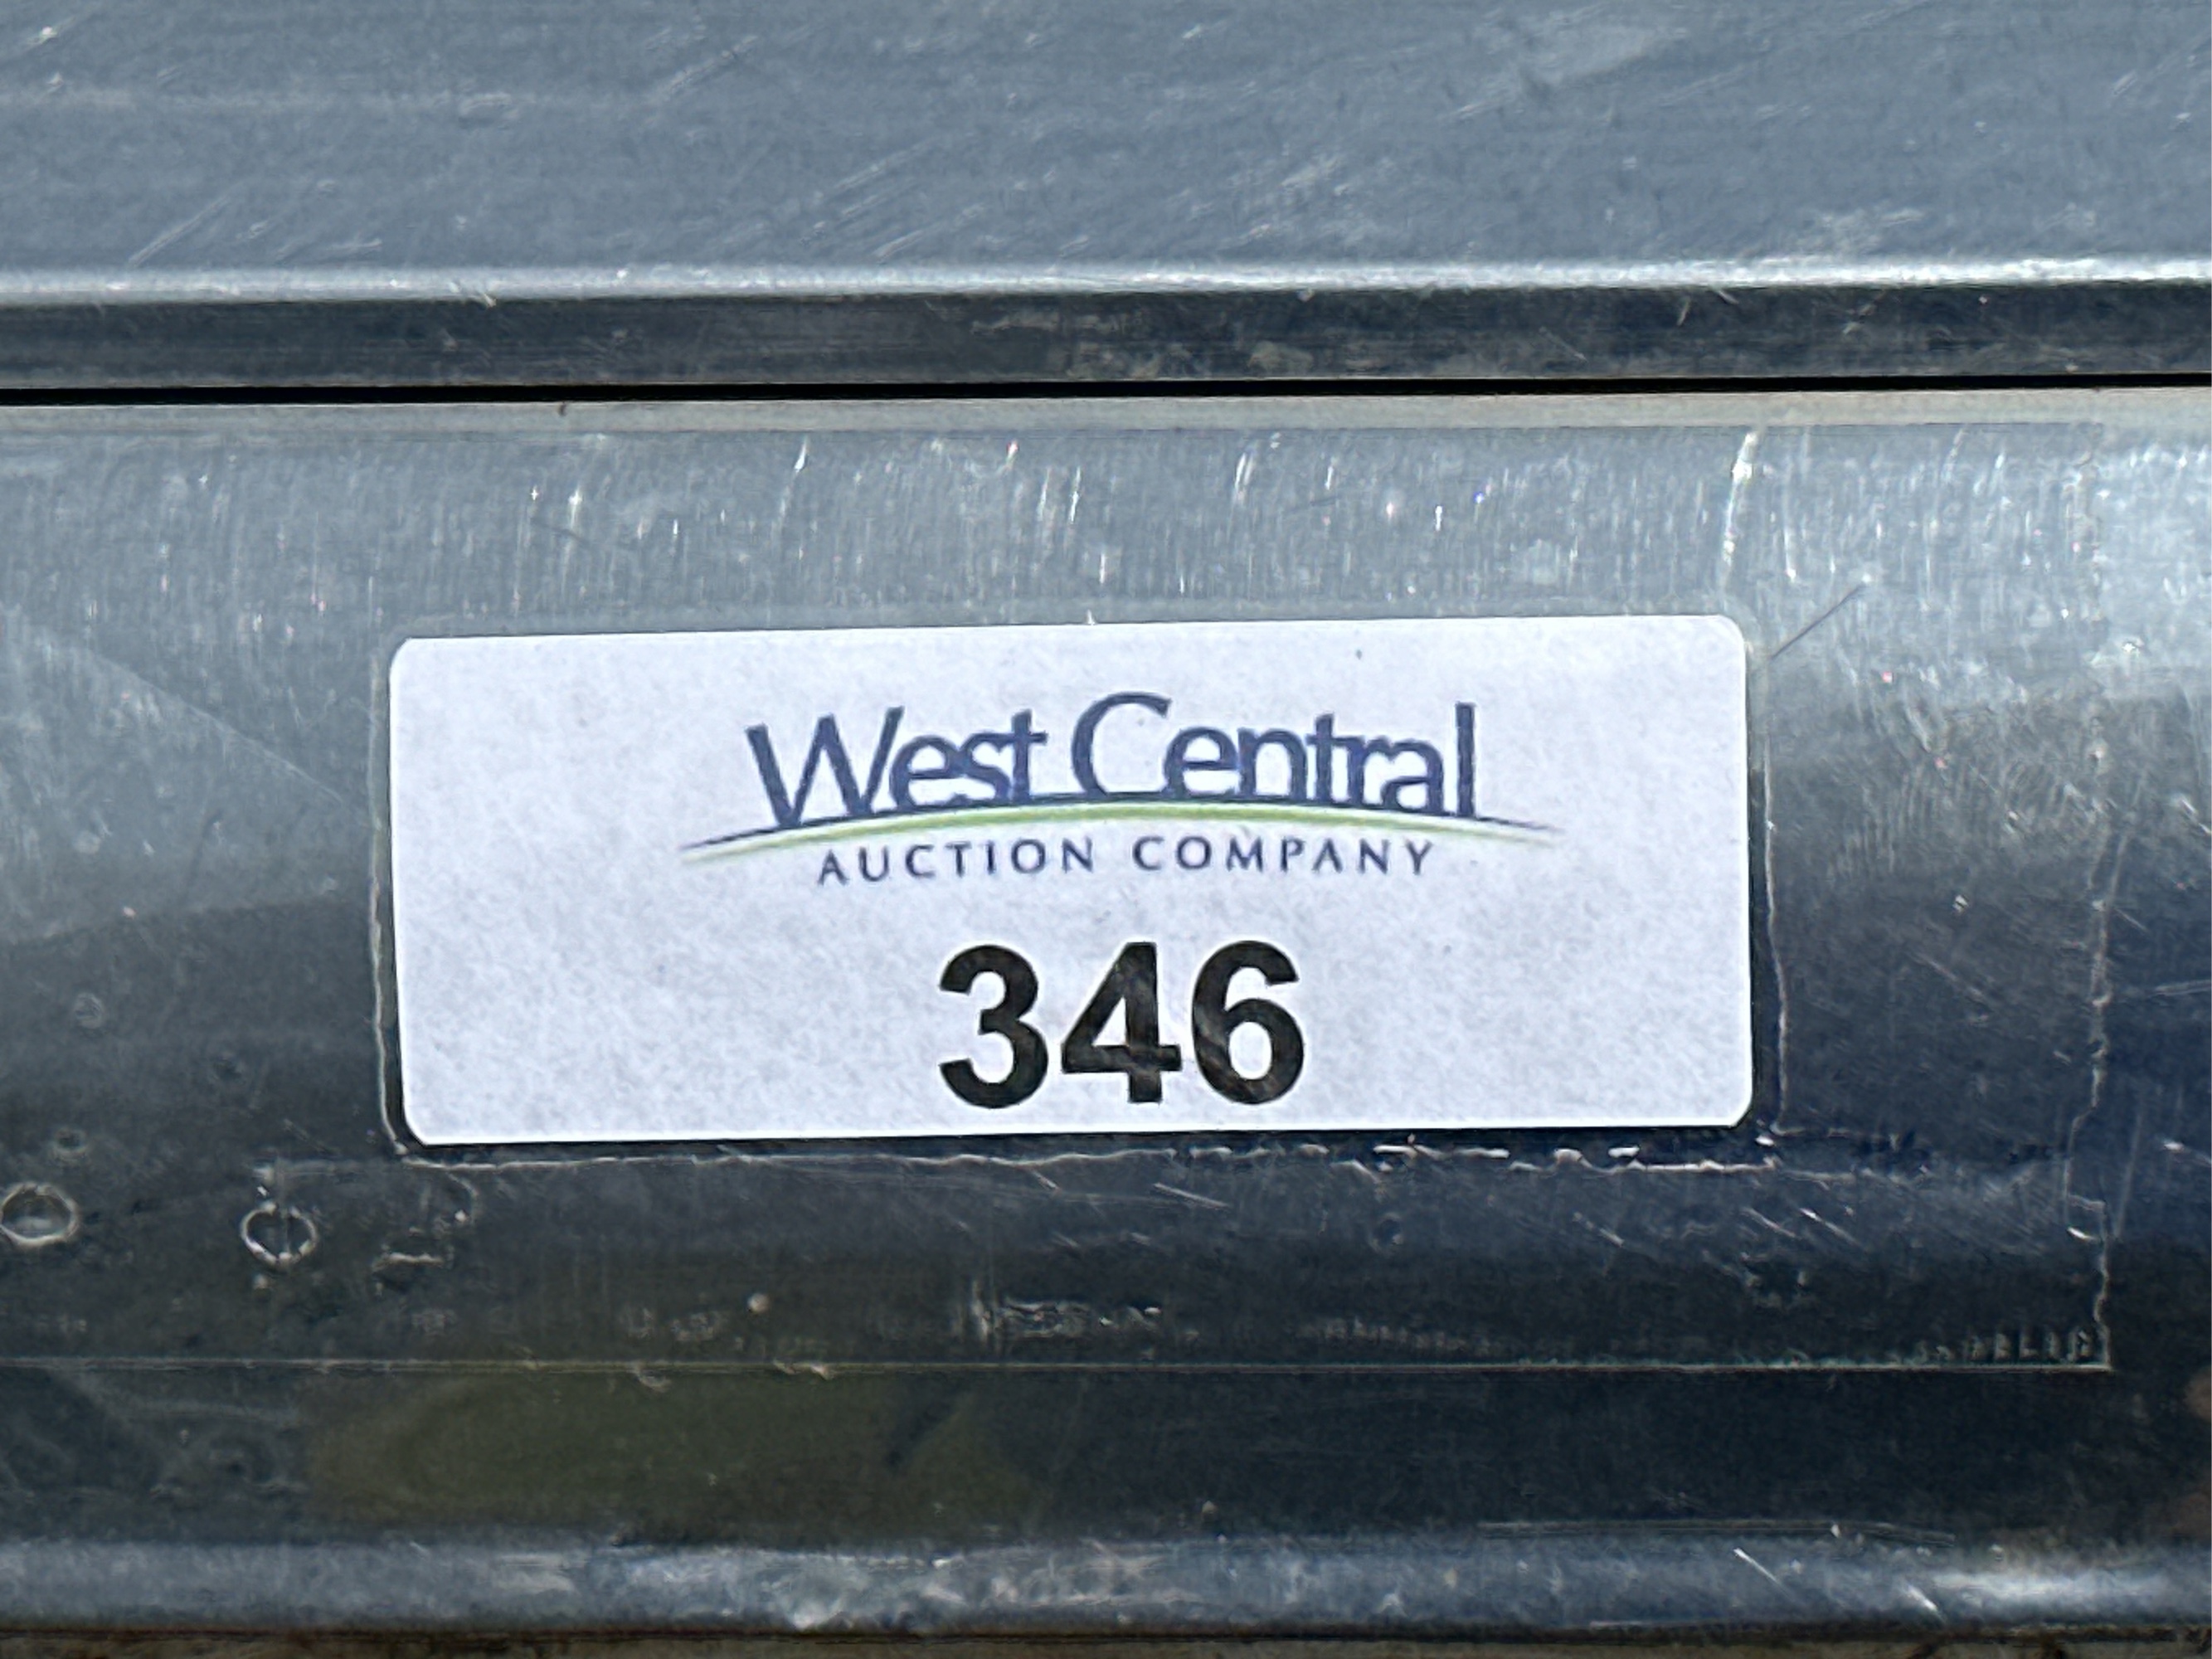 West Central
AUCTION COMPANY
346